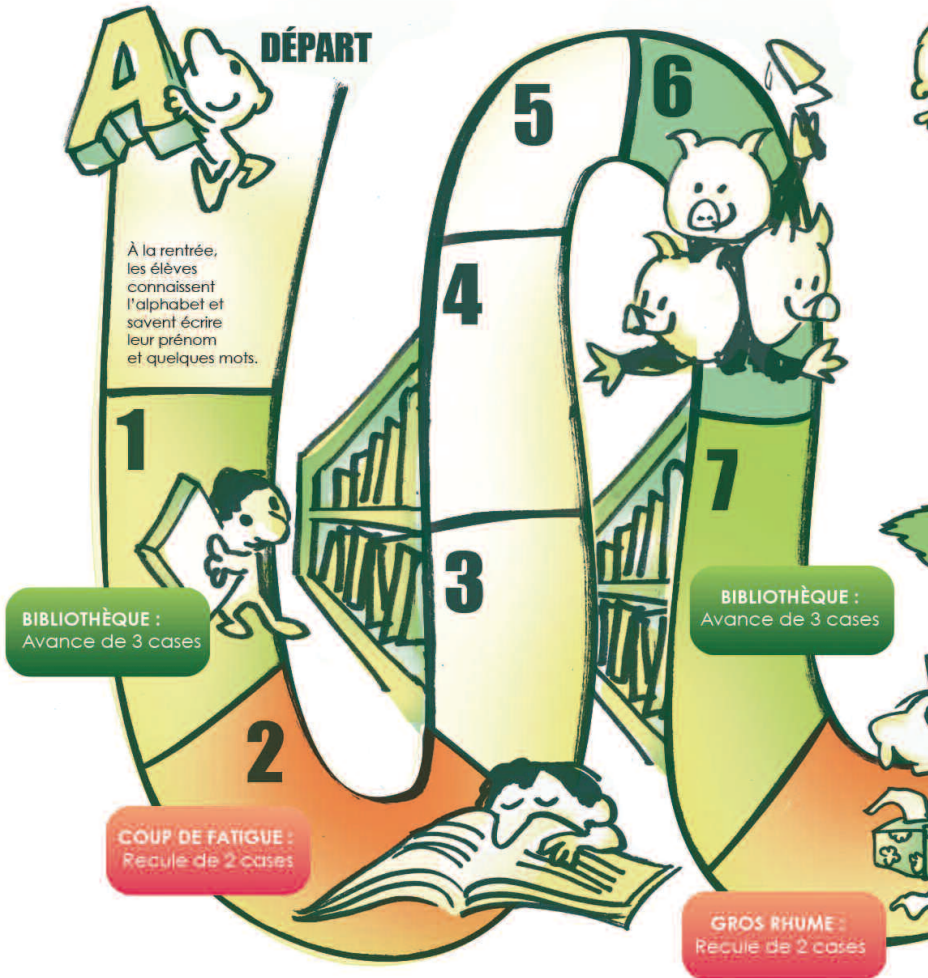 A
DÉPART
À la rentrée,
les élèves
connaissent
l'alphabet et
savent écrire
leur prénom
et quelques mots.
1
BIBLIOTHÈQUE :
Avance de 3 cases
2
COUP DE FATIGUE :
Recule de 2 cases
3
4
5
6
7
BIBLIOTHÈQUE :
Avance de 3 cases
GROS RHUME :
Recule de 2 cases